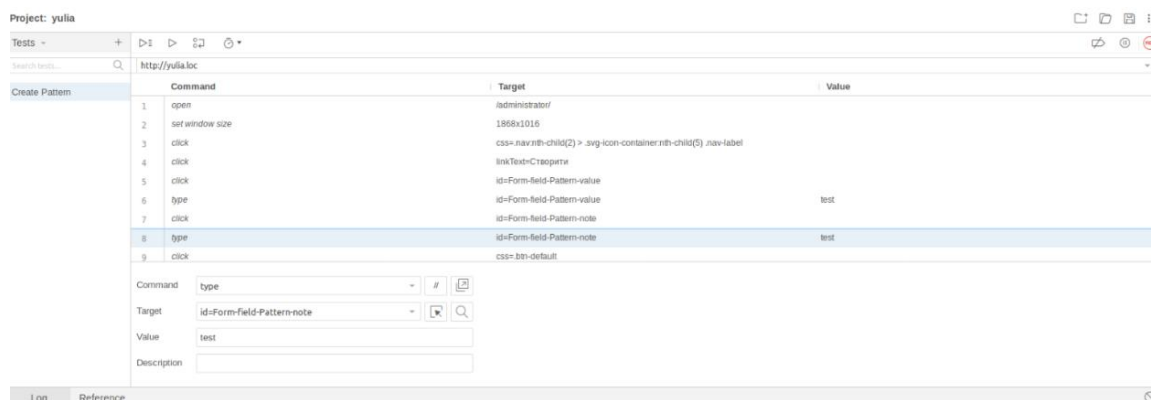 Project: yulia
Tests
Search tests...
http://yulia.loc
Create Pattern
Command Target Value
1 open /administrator/
2 set window size 1868x1016
3 click css=.nav:nth-child(2) > .svg-icon-container:nth-child(5) .nav-label
4 click linkText=Створити
5 click id=Form-field-Pattern-value
6 type id=Form-field-Pattern-value test
7 click id=Form-field-Pattern-note
8 type id=Form-field-Pattern-note test
9 click css=.btn-default
Command type //
Target id=Form-field-Pattern-note
Value test
Description
Log Reference